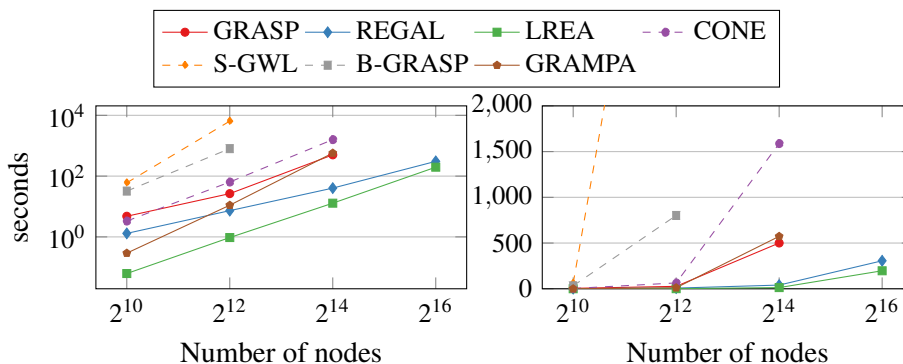 GRASP REGAL LREA CONE
S-GWL B-GRASP GRAMPA
seconds
10^4
10^2
10^0
2^10 2^12 2^14 2^16
Number of nodes
2,000
1,500
1,000
500
0
2^10 2^12 2^14 2^16
Number of nodes